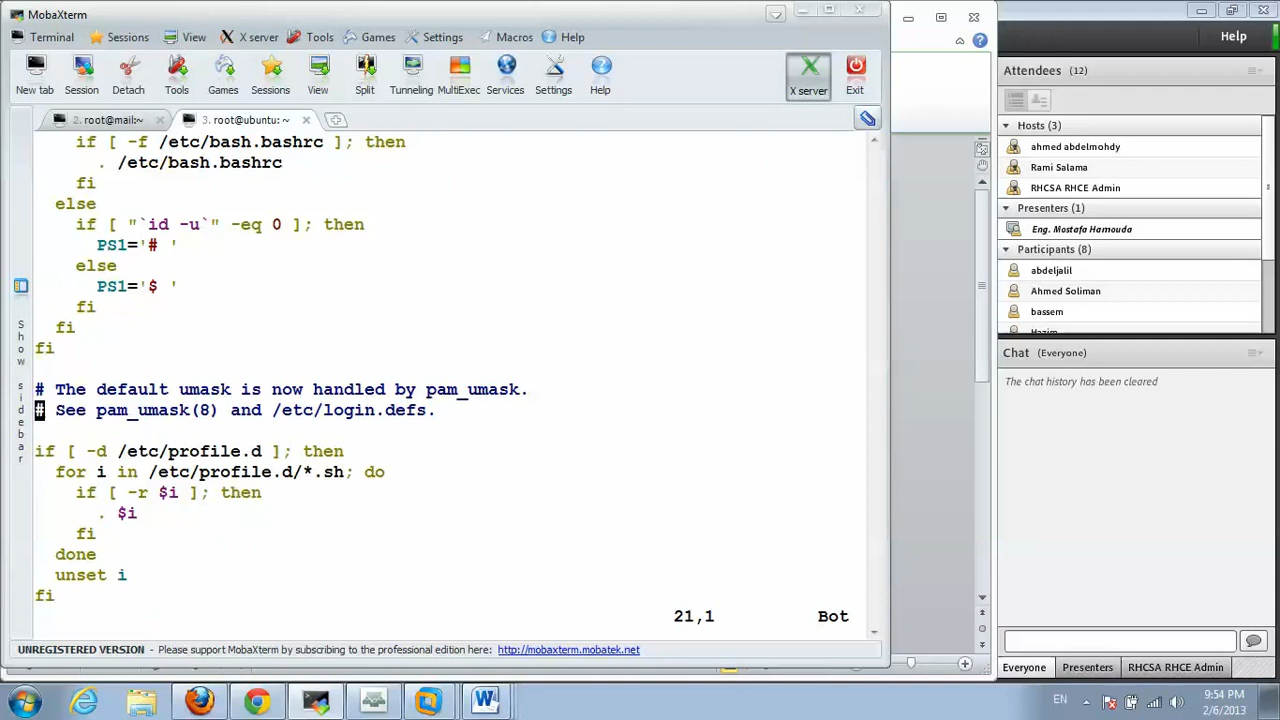 MobaXterm
Terminal Sessions View X server Tools Games Settings Macros Help
New tab Session Detach Tools Games Sessions View Split Tunneling MultiExec Services Settings Help X server Exit
2. root@mail:~ 3. root@ubuntu: ~
Show sidebar
if [ -f /etc/bash.bashrc ]; then
. /etc/bash.bashrc
fi
else
if [ "`id -u`" -eq 0 ]; then
PS1='# '
else
PS1='$ '
fi
fi
fi
# The default umask is now handled by pam_umask.
# See pam_umask(8) and /etc/login.defs.
if [ -d /etc/profile.d ]; then
for i in /etc/profile.d/*.sh; do
if [ -r $i ]; then
. $i
fi
done
unset i
fi
21,1 Bot
UNREGISTERED VERSION - Please support MobaXterm by subscribing to the professional edition here: http://mobaxterm.mobatek.net
Help
Attendees (12)
Hosts (3)
ahmed abdelmohdy
Rami Salama
RHCSA RHCE Admin
Presenters (1)
Eng. Mostafa Hamouda
Participants (8)
abdeljalil
Ahmed Soliman
bassem
Hazim
Chat (Everyone)
The chat history has been cleared
Everyone Presenters RHCSA RHCE Admin
EN
9:54 PM
2/6/2013